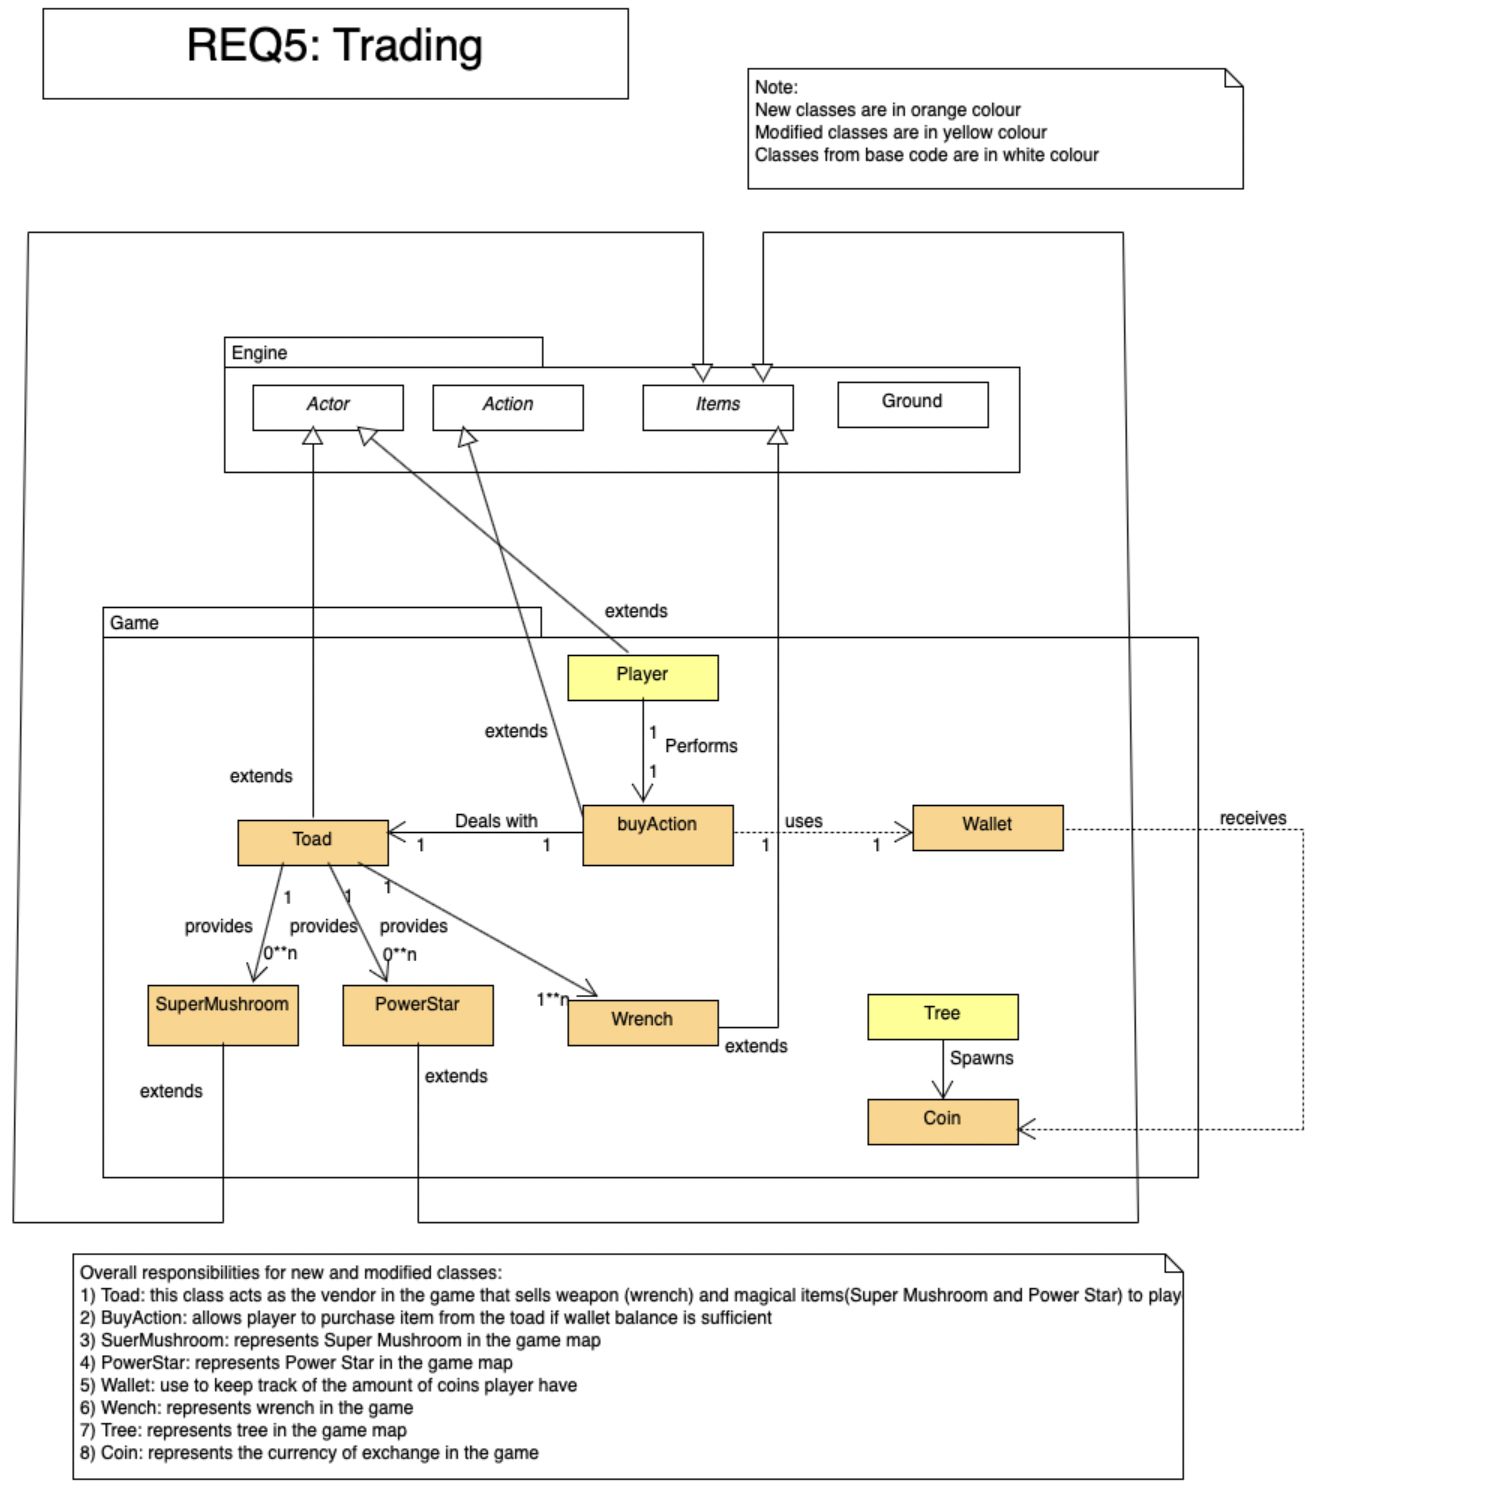 REQ5: Trading
Note:
New classes are in orange colour
Modified classes are in yellow colour
Classes from base code are in white colour
Engine
Actor
Action
Items
Ground
extends
Game
Player
extends
1
Performs
1
extends
Toad
Deals with
1
1
buyAction
uses
1
1
Wallet
receives
1
1
1
provides
provides
provides
0**n
0**n
1**n
SuperMushroom
PowerStar
Wrench
extends
Tree
Spawns
extends
extends
Coin
Overall responsibilities for new and modified classes:
1) Toad: this class acts as the vendor in the game that sells weapon (wrench) and magical items(Super Mushroom and Power Star) to play
2) BuyAction: allows player to purchase item from the toad if wallet balance is sufficient
3) SuerMushroom: represents Super Mushroom in the game map
4) PowerStar: represents Power Star in the game map
5) Wallet: use to keep track of the amount of coins player have
6) Wench: represents wrench in the game
7) Tree: represents tree in the game map
8) Coin: represents the currency of exchange in the game